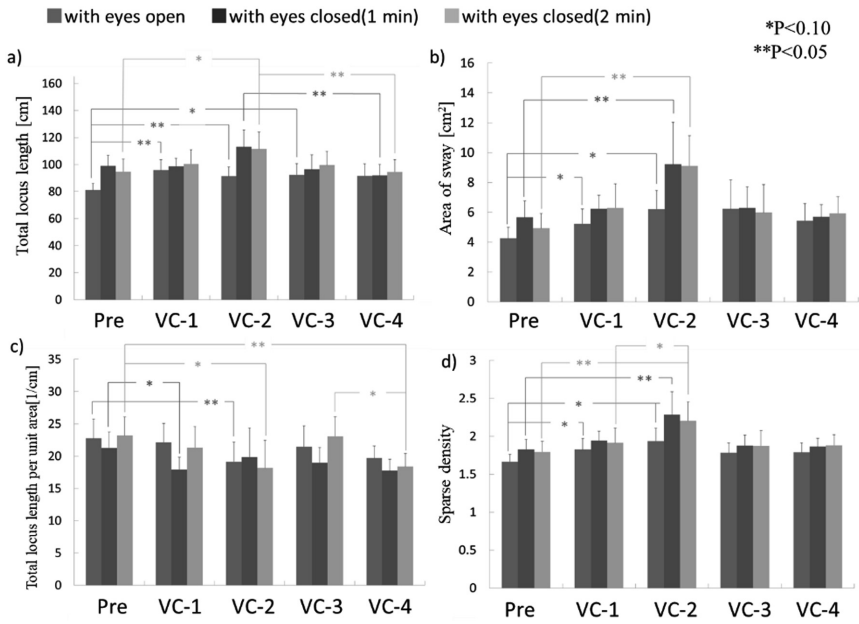 with eyes open with eyes closed(1 min) with eyes closed(2 min)
*P<0.10
**P<0.05
a)
Total locus length [cm]
160
140
120
100
80
60
40
20
0
* ** ** * ** **
Pre VC-1 VC-2 VC-3 VC-4
b)
Area of sway [cm²]
16
14
12
10
8
6
4
2
0
** ** * *
Pre VC-1 VC-2 VC-3 VC-4
c)
Total locus length per unit area[1/cm]
35
30
25
20
15
10
5
0
** * * * **
Pre VC-1 VC-2 VC-3 VC-4
d)
Sparse density
3
2.5
2
1.5
1
0.5
0
* ** ** * *
Pre VC-1 VC-2 VC-3 VC-4